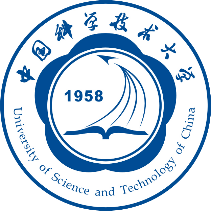 中国科学技术大学
1958
University of Science and Technology of China